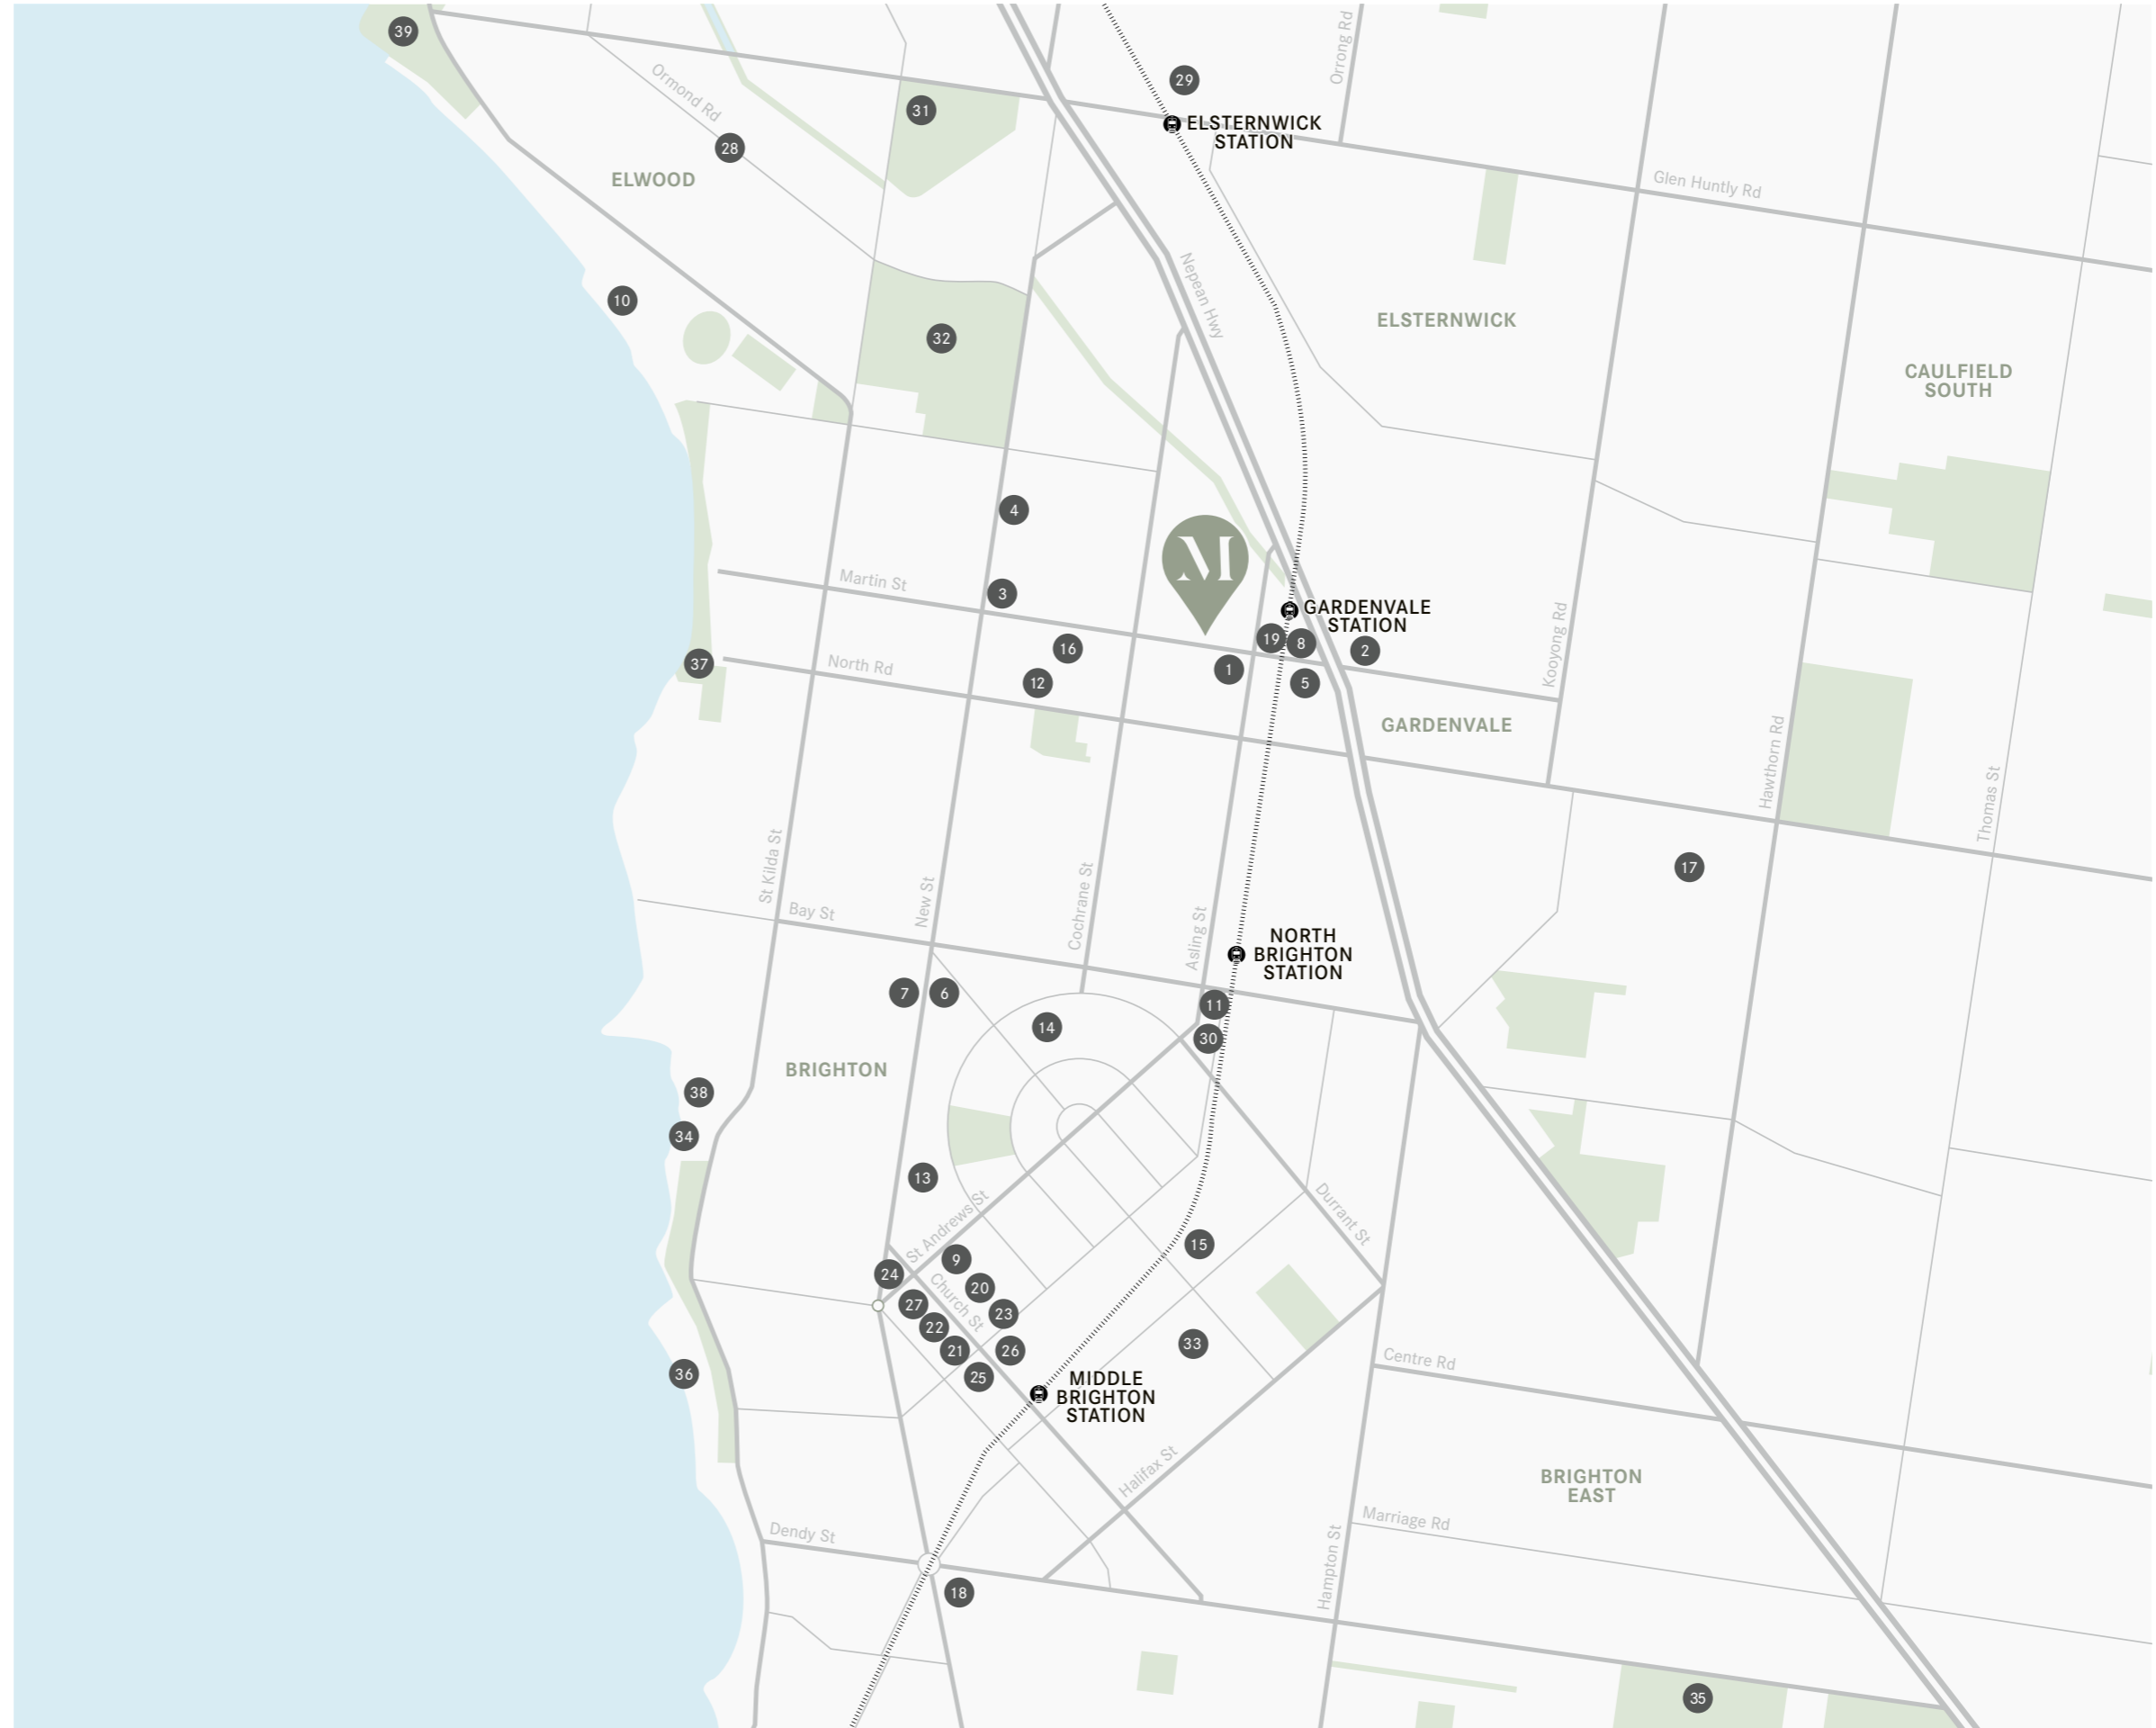 39
29
Orrong Rd
Ormond Rd
31
ELSTERNWICK
STATION
28
ELWOOD
Glen Huntly Rd
Nepean Hwy
10
ELSTERNWICK
32
CAULFIELD
SOUTH
4
M
Martin St
3
GARDENVALE
STATION
19
8
2
16
Kooyong Rd
37
North Rd
12
1
5
GARDENVALE
Hawthorn Rd
Thomas St
St Kilda St
17
New St
Cochrane St
Bay St
Asling St
NORTH
BRIGHTON
STATION
7
6
11
14
30
BRIGHTON
38
34
13
St Andrews St
Durrant St
15
9
24
20
Church St
27
23
22
33
21
26
Centre Rd
36
25
MIDDLE
BRIGHTON
STATION
Halifax St
BRIGHTON
EAST
Marriage Rd
Dendy St
Hampton St
18
35